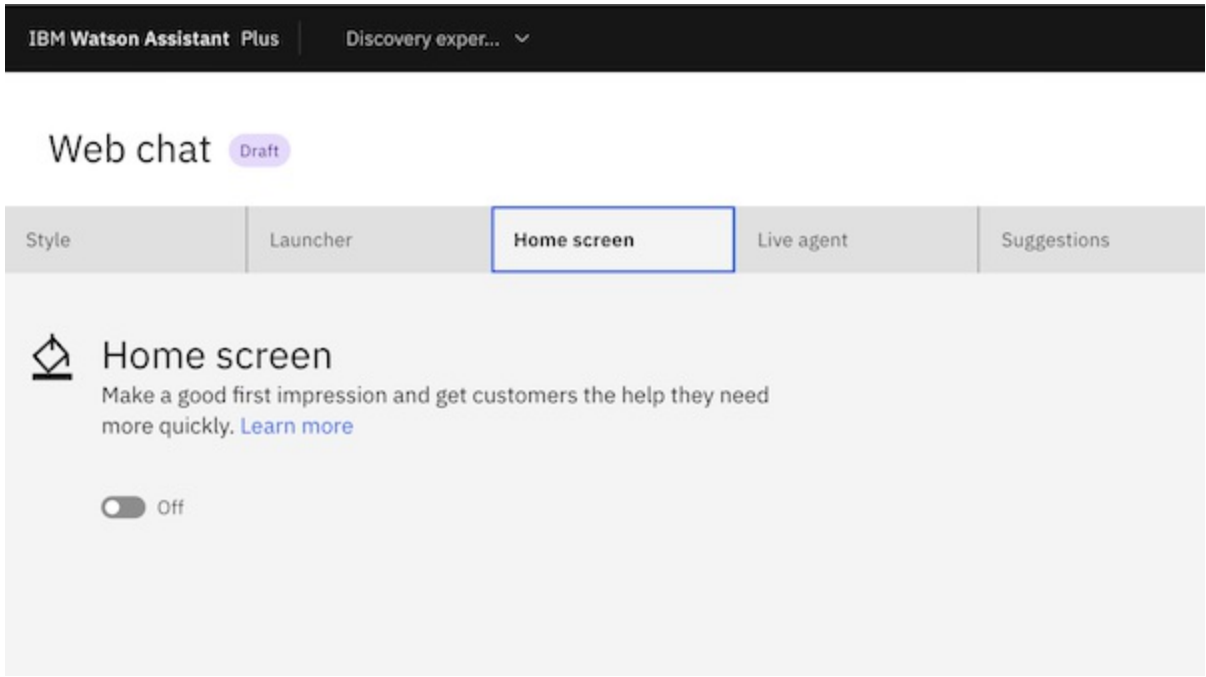 IBM Watson Assistant Plus Discovery exper...
Web chat Draft
Style Launcher Home screen Live agent Suggestions
Home screen
Make a good first impression and get customers the help they need
more quickly. Learn more
Off